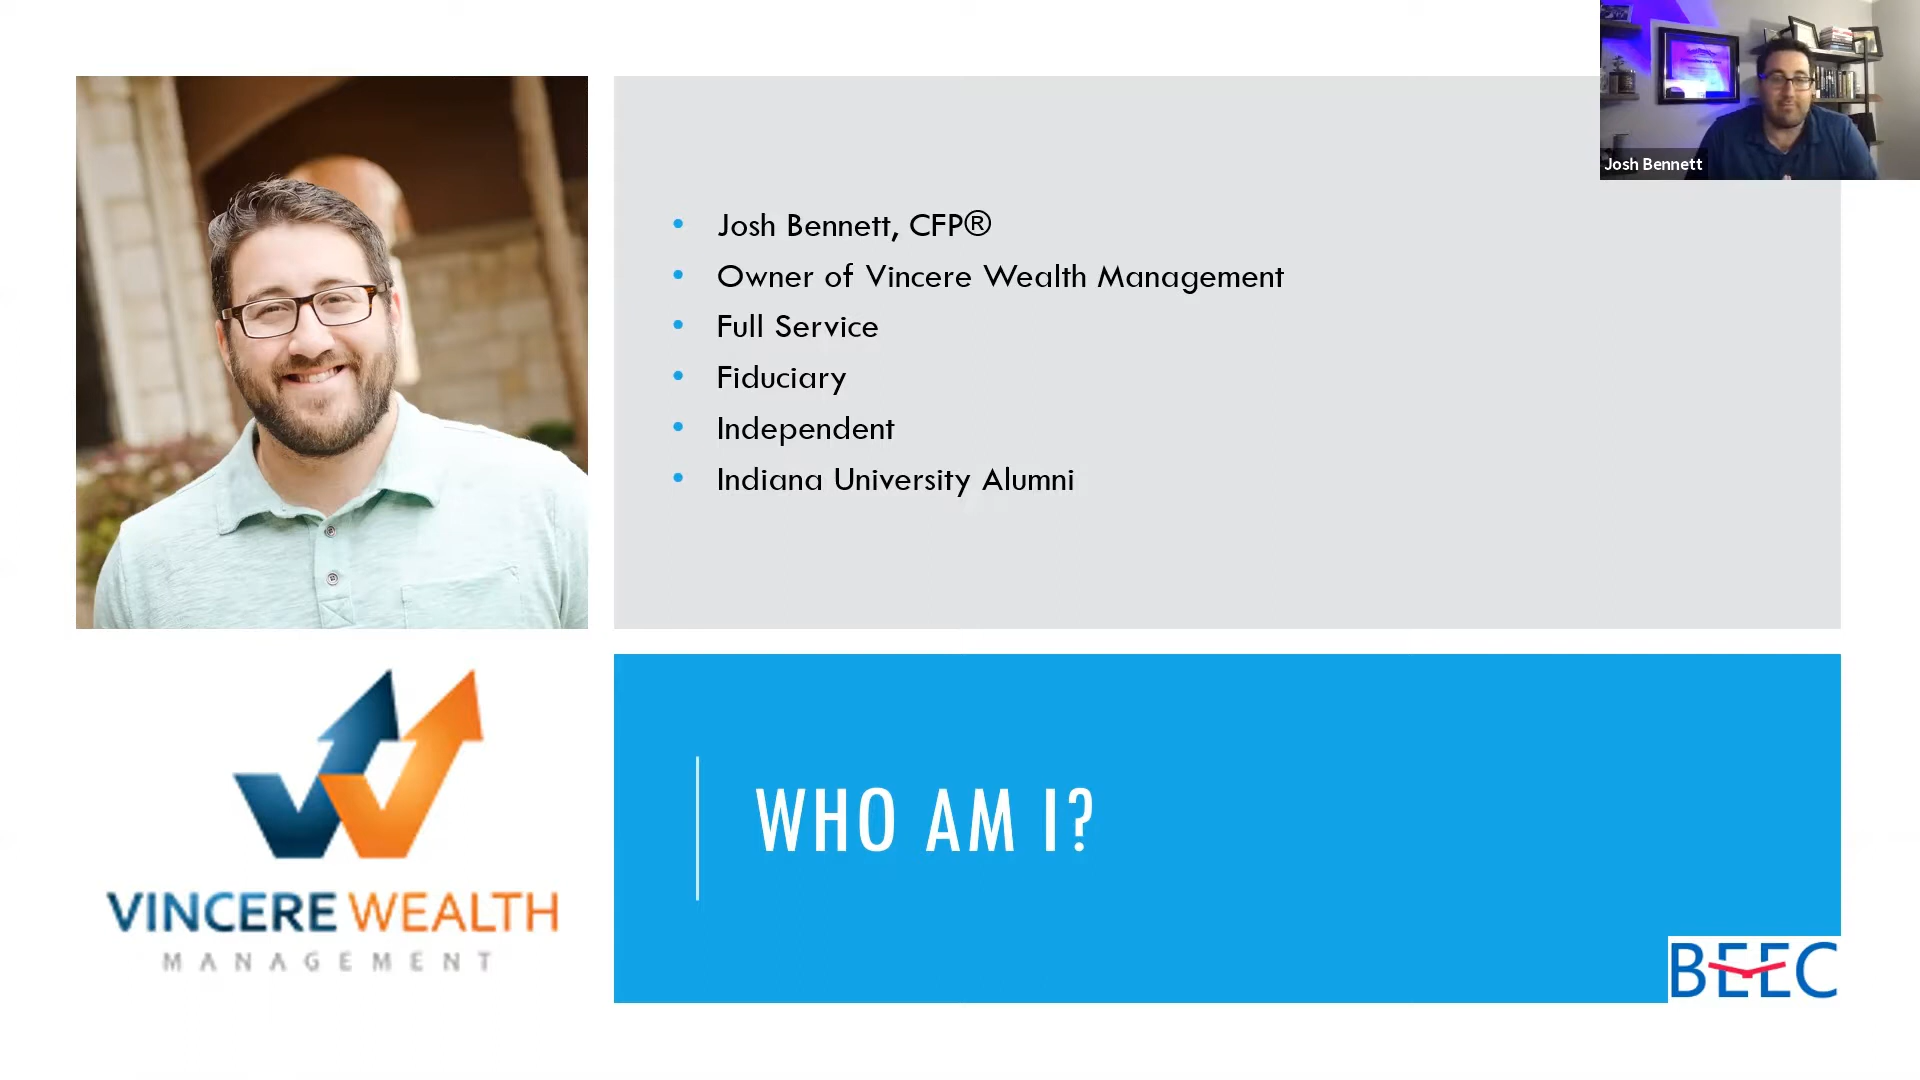 Josh Bennett
Josh Bennett, CFP®
Owner of Vincere Wealth Management
Full Service
Fiduciary
Independent
Indiana University Alumni
VINCERE WEALTH
MANAGEMENT
WHO AM I?
BEEC